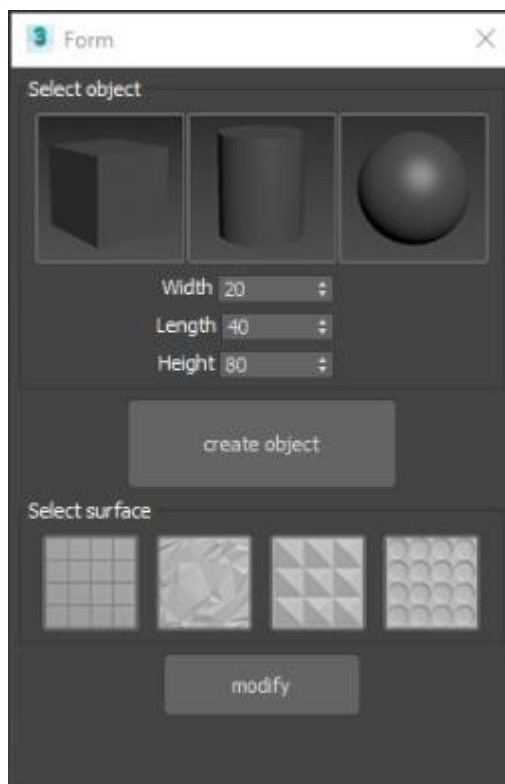 3 Form
Select object
Width 20
Length 40
Height 80
create object
Select surface
modify